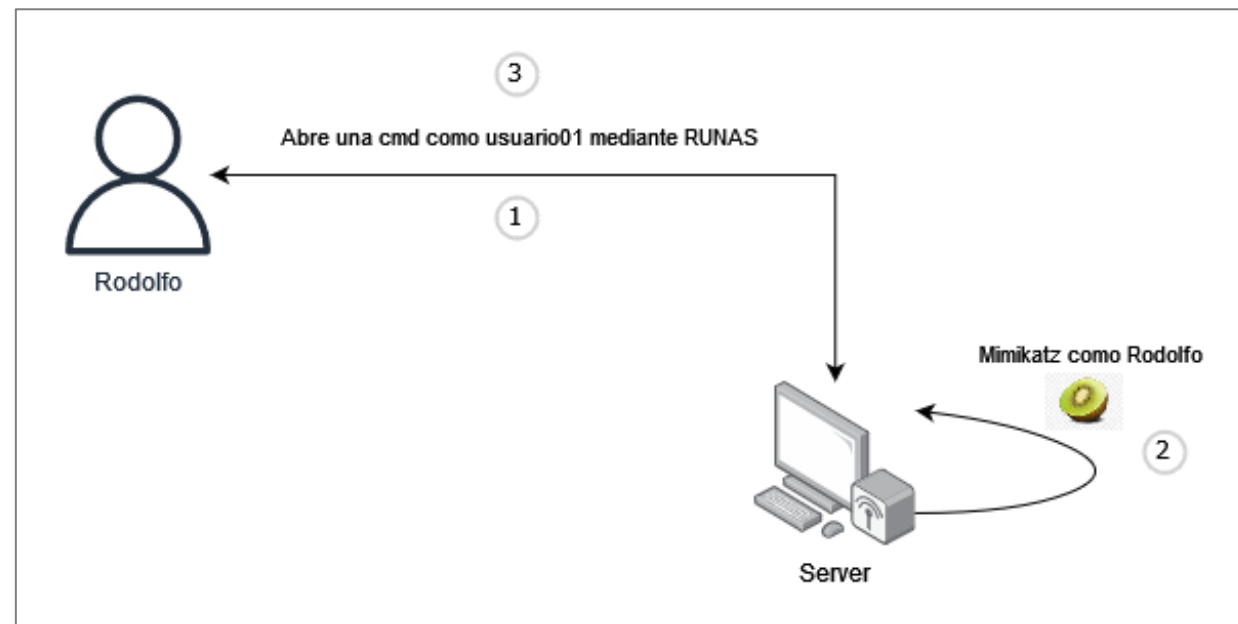 3
Abre una cmd como usuario01 mediante RUNAS
1
Rodolfo
Mimikatz como Rodolfo
2
Server